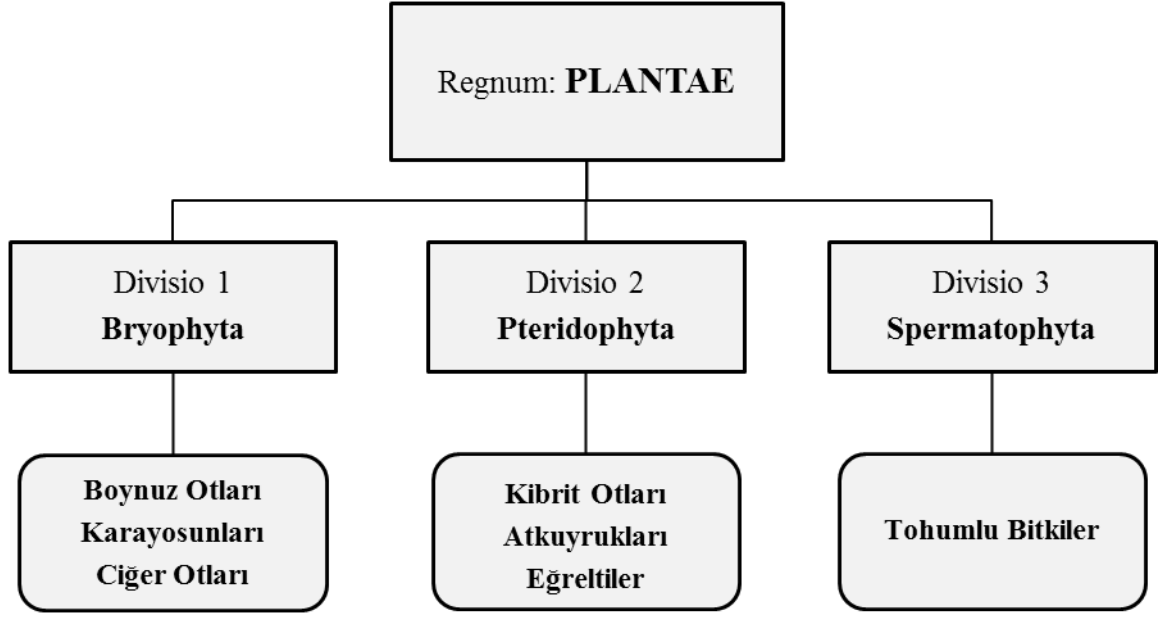 Regnum: PLANTAE
Divisio 1
Bryophyta
Divisio 2
Pteridophyta
Divisio 3
Spermatophyta
Boynuz Otları
Karayosunları
Ciğer Otları
Kibrit Otları
Atkuyrukları
Eğreltiler
Tohumlu Bitkiler